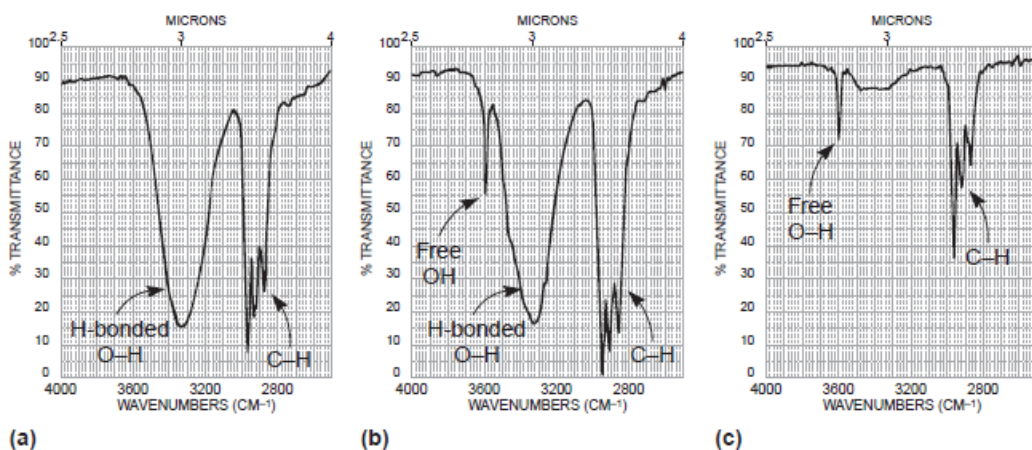 MICRONS
2.5 3 4
% TRANSMITTANCE
100
90
80
70
60
50
40
30
20
10
0
H-bonded
O–H
C–H
4000 3600 3200 2800
WAVENUMBERS (CM⁻¹)
(a)
MICRONS
2.5 3 4
% TRANSMITTANCE
100
90
80
70
60
50
40
30
20
10
0
Free
OH
H-bonded
O–H
C–H
4000 3600 3200 2800
WAVENUMBERS (CM⁻¹)
(b)
MICRONS
2.5 3
% TRANSMITTANCE
100
90
80
70
60
50
40
30
20
10
0
Free
O–H
C–H
4000 3600 3200 2800
WAVENUMBERS (CM⁻¹)
(c)